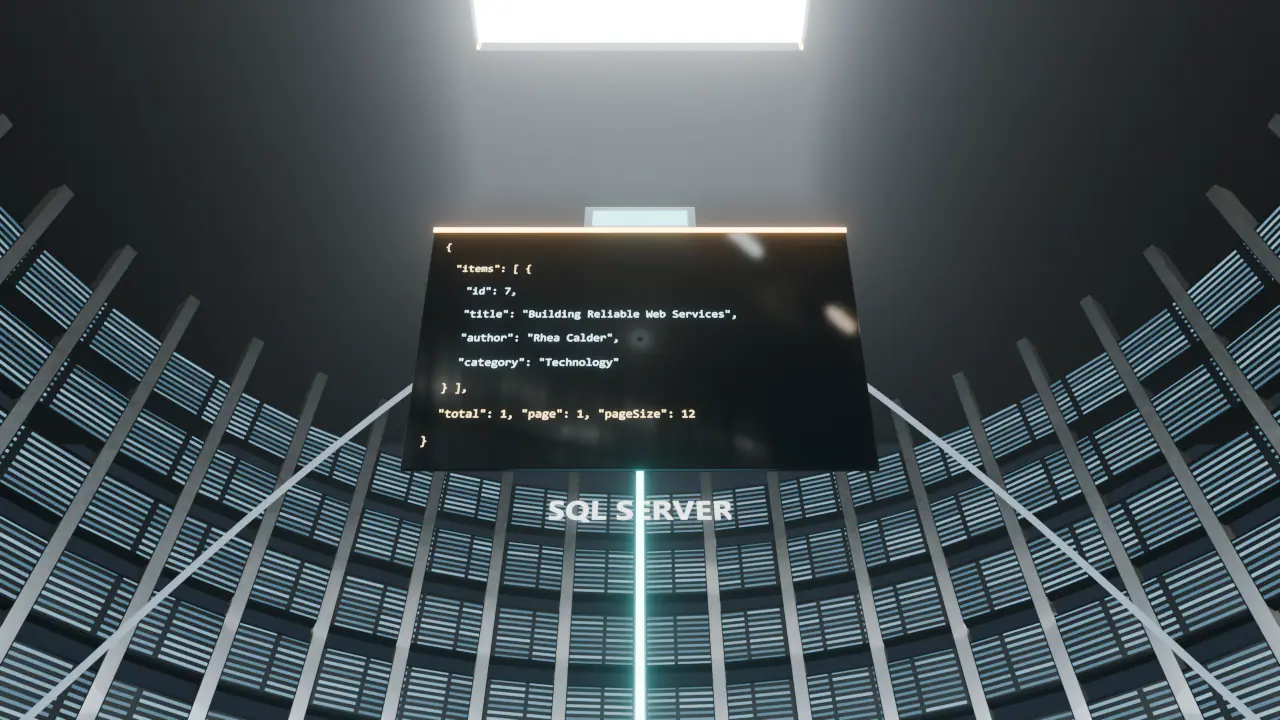 {
"items": [ {
"id": 7,
"title": "Building Reliable Web Services",
"author": "Rhea Calder",
"category": "Technology"
} ],
"total": 1, "page": 1, "pageSize": 12
}
SQL SERVER